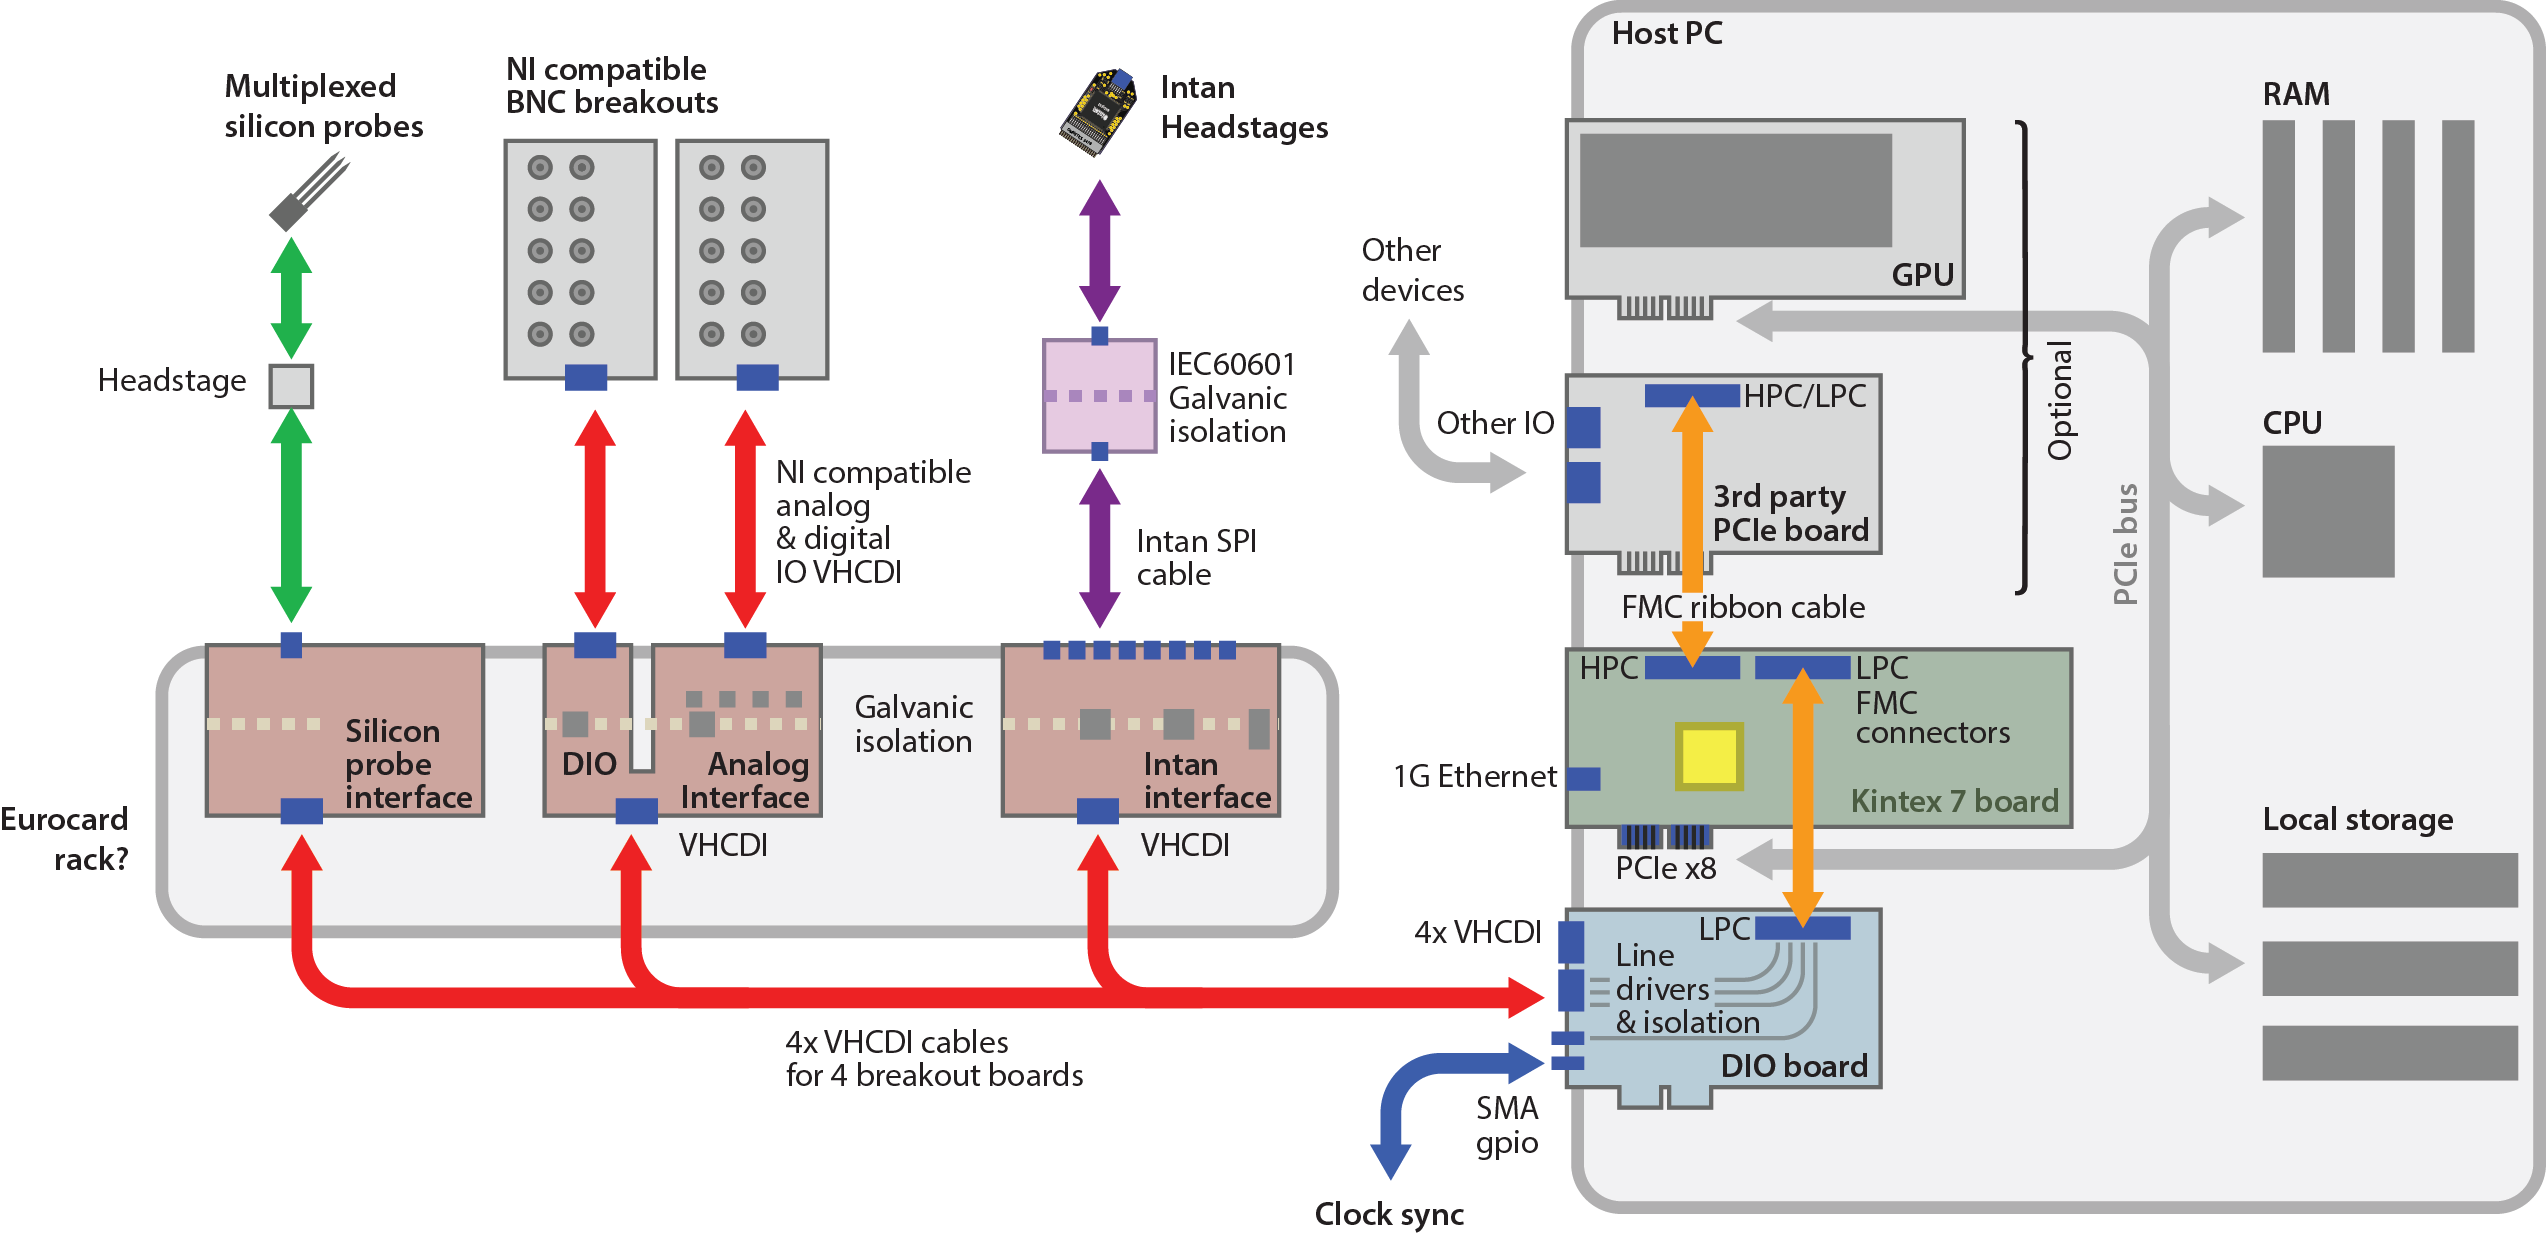 Host PC
Multiplexed
silicon probes
NI compatible
BNC breakouts
Intan
Headstages
RAM
Other
devices
GPU
Headstage
IEC60601
Galvanic
isolation
Other IO
HPC/LPC
Optional
CPU
NI compatible
analog
& digital
IO VHCDI
Intan SPI
cable
3rd party
PCIe board
PCIe bus
FMC ribbon cable
HPC
LPC
FMC
connectors
Galvanic
isolation
Silicon
probe
interface
DIO
Analog
Interface
Intan
interface
1G Ethernet
Kintex 7 board
Eurocard
rack?
VHCDI
VHCDI
PCIe x8
Local storage
4x VHCDI
LPC
Line
drivers
& isolation
DIO board
4x VHCDI cables
for 4 breakout boards
SMA
gpio
Clock sync